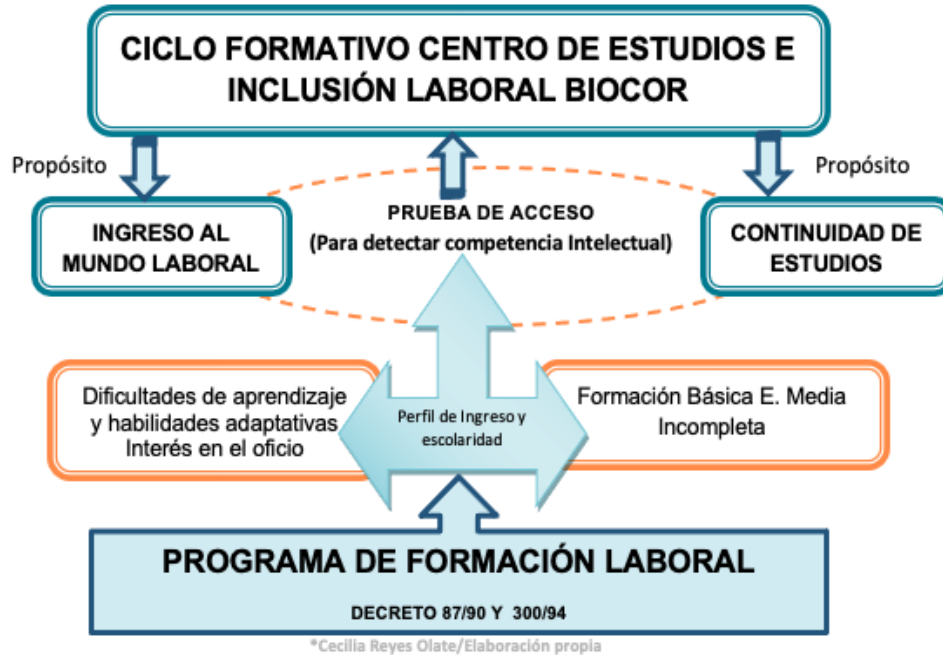 CICLO FORMATIVO CENTRO DE ESTUDIOS E
INCLUSIÓN LABORAL BIOCOR
Propósito
Propósito
INGRESO AL
MUNDO LABORAL
PRUEBA DE ACCESO
(Para detectar competencia Intelectual)
CONTINUIDAD DE
ESTUDIOS
Dificultades de aprendizaje
y habilidades adaptativas
Interés en el oficio
Perfil de Ingreso y
escolaridad
Formación Básica E. Media
Incompleta
PROGRAMA DE FORMACIÓN LABORAL
DECRETO 87/90 Y 300/94
*Cecilia Reyes Olate/Elaboración propia